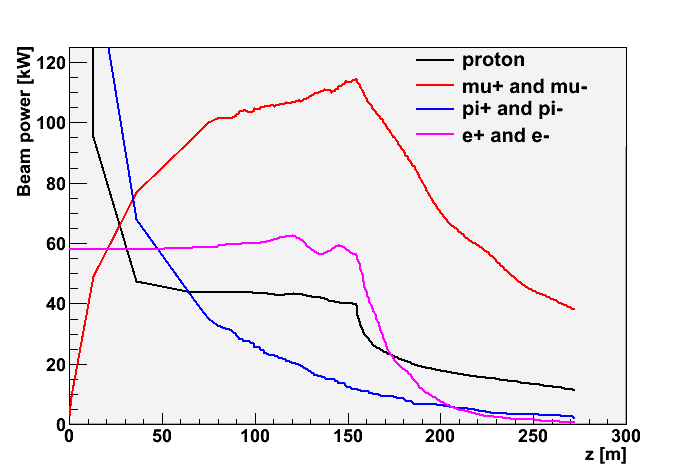 Beam power [kW]
120
100
80
60
40
20
0
proton
mu+ and mu-
pi+ and pi-
e+ and e-
0 50 100 150 200 250 300
z [m]